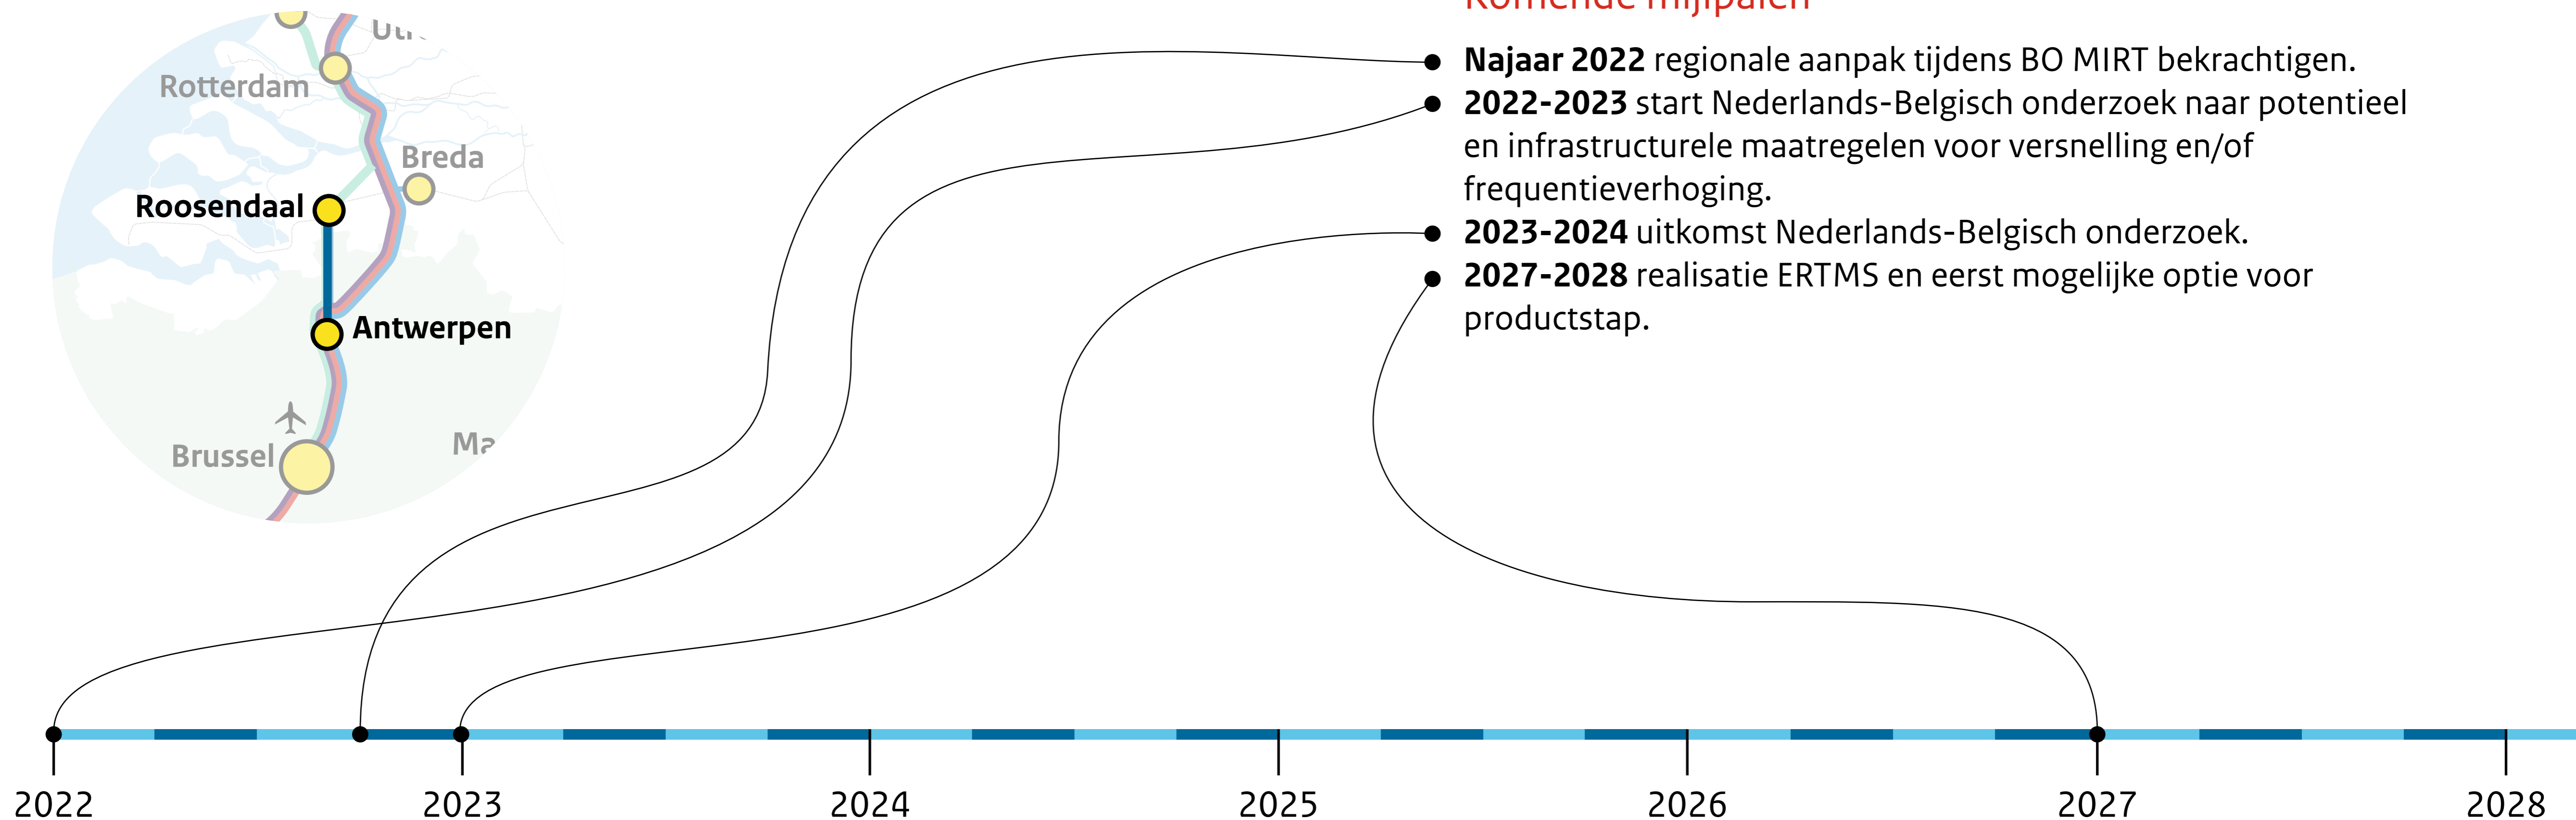 Komende mijlpalen
Rotterdam
Breda
Roosendaal
Antwerpen
Brussel
Najaar 2022 regionale aanpak tijdens BO MIRT bekrachtigen.
2022-2023 start Nederlands-Belgisch onderzoek naar potentieel
en infrastructurele maatregelen voor versnelling en/of
frequentieverhoging.
2023-2024 uitkomst Nederlands-Belgisch onderzoek.
2027-2028 realisatie ERTMS en eerst mogelijke optie voor
productstap.
2022 2023 2024 2025 2026 2027 2028